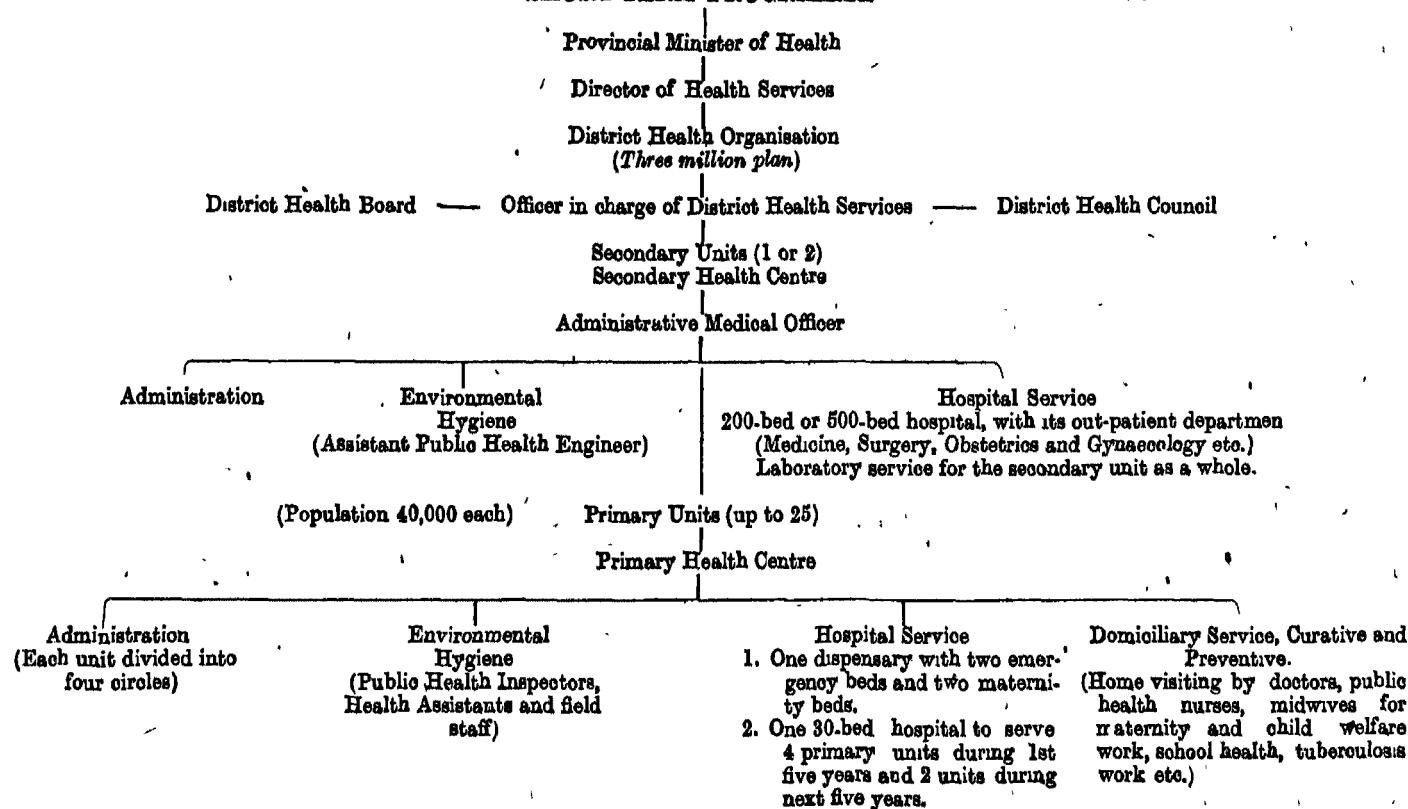 Provincial Minister of Health
Director of Health Services
District Health Organisation
(Three million plan)
District Health Board — Officer in charge of District Health Services — District Health Council
Secondary Units (1 or 2)
Secondary Health Centre
Administrative Medical Officer
Administration
Environmental
Hygiene
(Assistant Public Health Engineer)
Hospital Service
200-bed or 500-bed hospital, with its out-patient departmen
(Medicine, Surgery, Obstetrics and Gynaecology etc.)
Laboratory service for the secondary unit as a whole.
(Population 40,000 each)
Primary Units (up to 25)
Primary Health Centre
Administration
(Each unit divided into
four circles)
Environmental
Hygiene
(Public Health Inspectors,
Health Assistants and field
staff)
Hospital Service
1. One dispensary with two emer-
gency beds and two materni-
ty beds.
2. One 30-bed hospital to serve
4 primary units during 1st
five years and 2 units during
next five years.
Domiciliary Service, Curative and
Preventive.
(Home visiting by doctors, public
health nurses, midwives for
maternity and child welfare
work, school health, tuberculosis
work etc.)